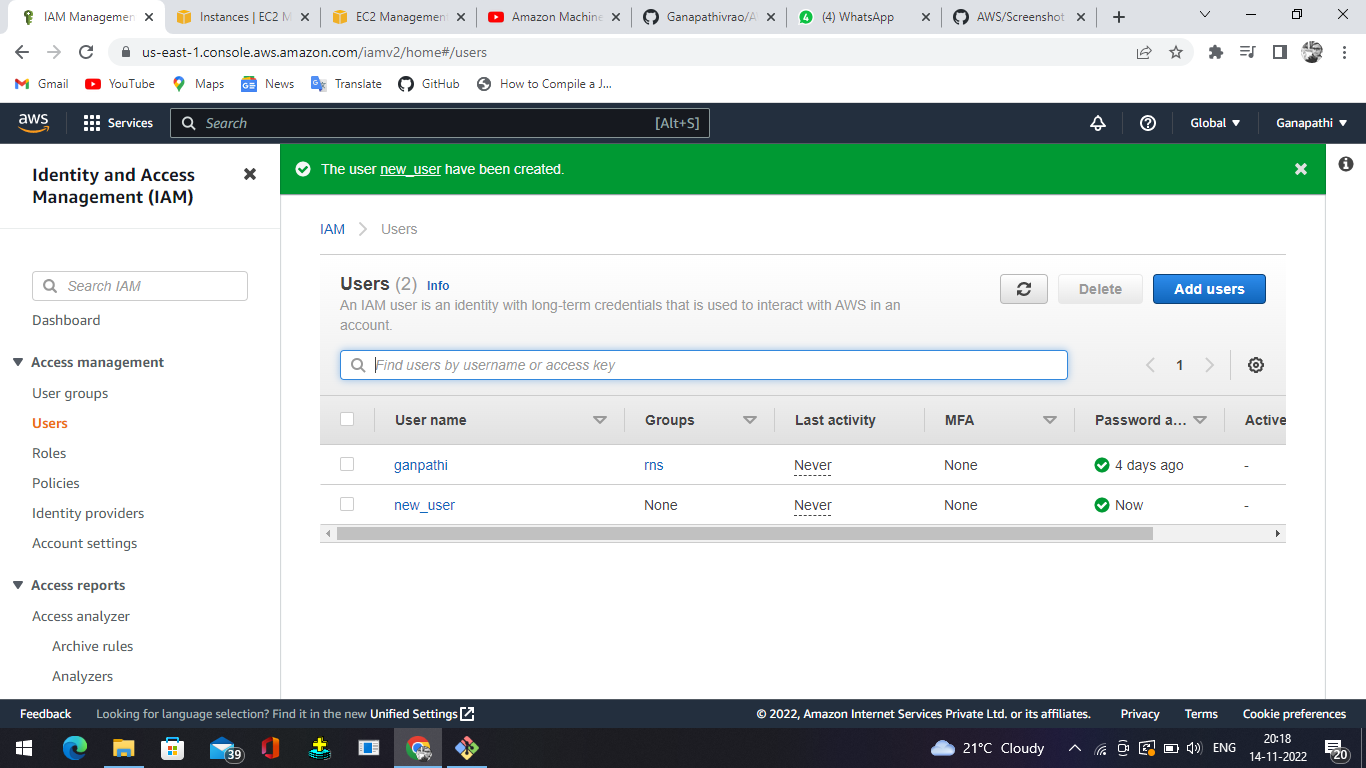 IAM Managemen
Instances | EC2 M
EC2 Management
Amazon Machine
Ganapathivrao/A
(4) WhatsApp
AWS/Screenshot
us-east-1.console.aws.amazon.com/iamv2/home#/users
Gmail
YouTube
Maps
News
Translate
GitHub
How to Compile a J...
aws
Services
Search
[Alt+S]
Global
Ganapathi
Identity and Access
Management (IAM)
The user new_user have been created.
Search IAM
Dashboard
Access management
User groups
Users
Roles
Policies
Identity providers
Account settings
Access reports
Access analyzer
Archive rules
Analyzers
IAM > Users
Users (2) Info
An IAM user is an identity with long-term credentials that is used to interact with AWS in an
account.
Delete
Add users
Find users by username or access key
1
User name Groups Last activity MFA Password a... Active
ganpathi rns Never None 4 days ago -
new_user None Never None Now -
Feedback
Looking for language selection? Find it in the new Unified Settings
© 2022, Amazon Internet Services Private Ltd. or its affiliates.
Privacy
Terms
Cookie preferences
39
21°C Cloudy
ENG
20:18
14-11-2022
20